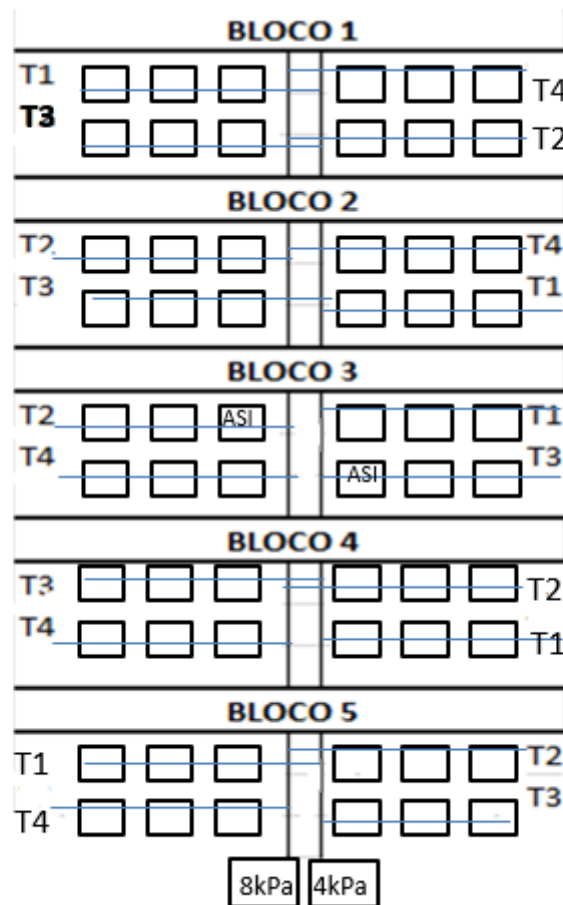 BLOCO 1
T1
T4
T3
T2
BLOCO 2
T2
T4
T3
T1
BLOCO 3
T2 ASI T1
T4 ASI T3
BLOCO 4
T3
T2
T4
T1
BLOCO 5
T1
T2
T4
T3
8kPa 4kPa